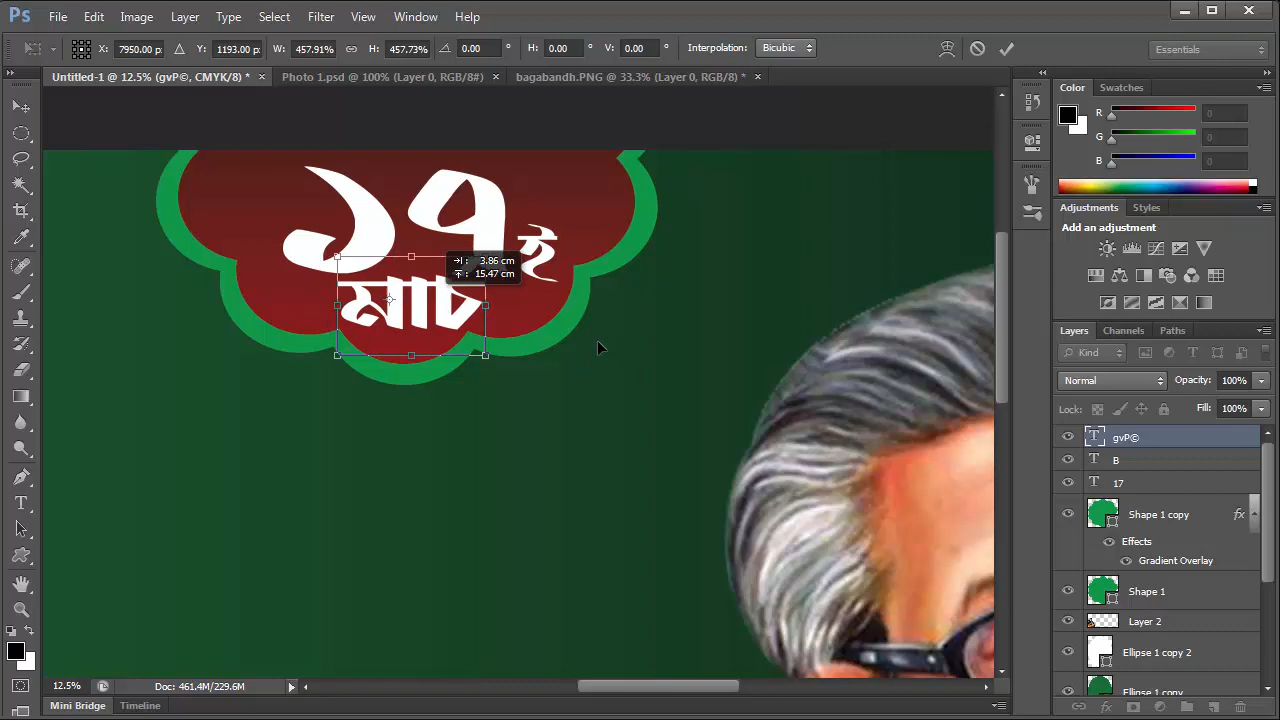 Ps File Edit Image Layer Type Select Filter View Window Help
X: 7950.00 px Y: 1193.00 px W: 457.91% H: 457.73% 0.00 ° H: 0.00 ° V: 0.00 ° Interpolation: Bicubic Essentials
Untitled-1 @ 12.5% (gvP©, CMYK/8) * × Photo 1.psd @ 100% (Layer 0, RGB/8#) × bagabandh.PNG @ 33.3% (Layer 0, RGB/8) * ×
Color Swatches
R 0
G 0
B 0
১৭ই
মাচ
3.86 cm
15.47 cm
Adjustments Styles
Add an adjustment
Layers Channels Paths
Kind
Normal Opacity: 100%
Lock: Fill: 100%
T gvP©
T B
T 17
Shape 1 copy fx
Effects
Gradient Overlay
Shape 1
Layer 2
Ellipse 1 copy 2
Ellipse 1 copy
12.5% Doc: 461.4M/229.6M
Mini Bridge Timeline